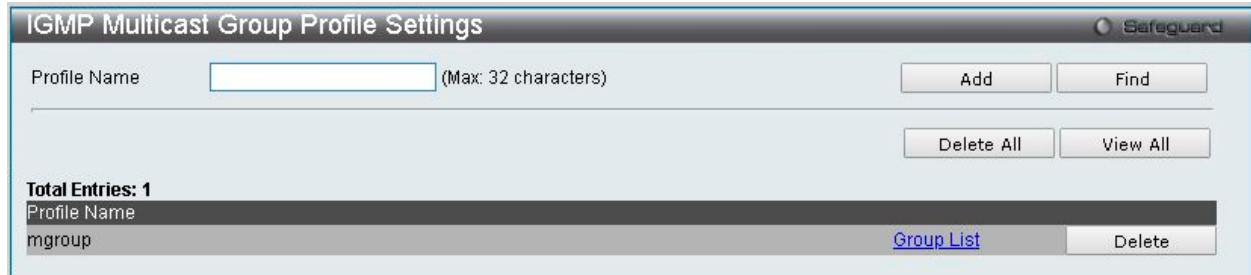 IGMP Multicast Group Profile Settings
Safeguard
Profile Name (Max: 32 characters) Add Find
Delete All View All
Total Entries: 1
Profile Name
mgroup Group List Delete